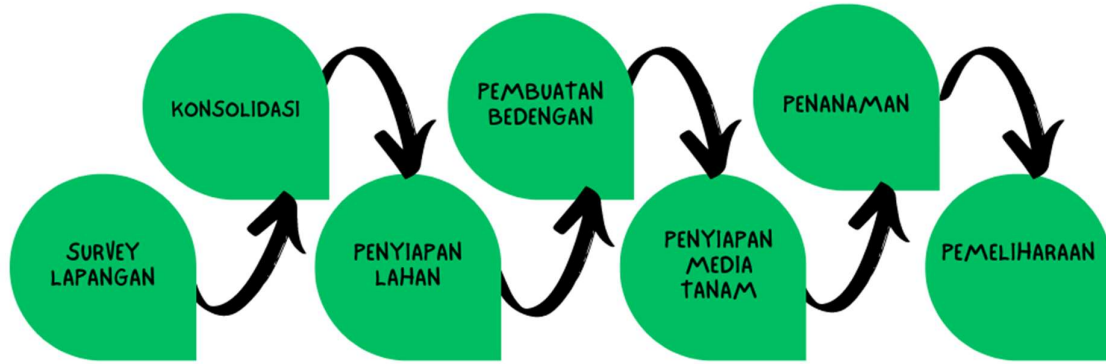 SURVEY
LAPANGAN
KONSOLIDASI
PENYIAPAN
LAHAN
PEMBUATAN
BEDENGAN
PENYIAPAN
MEDIA
TANAM
PENANAMAN
PEMELIHARAAN